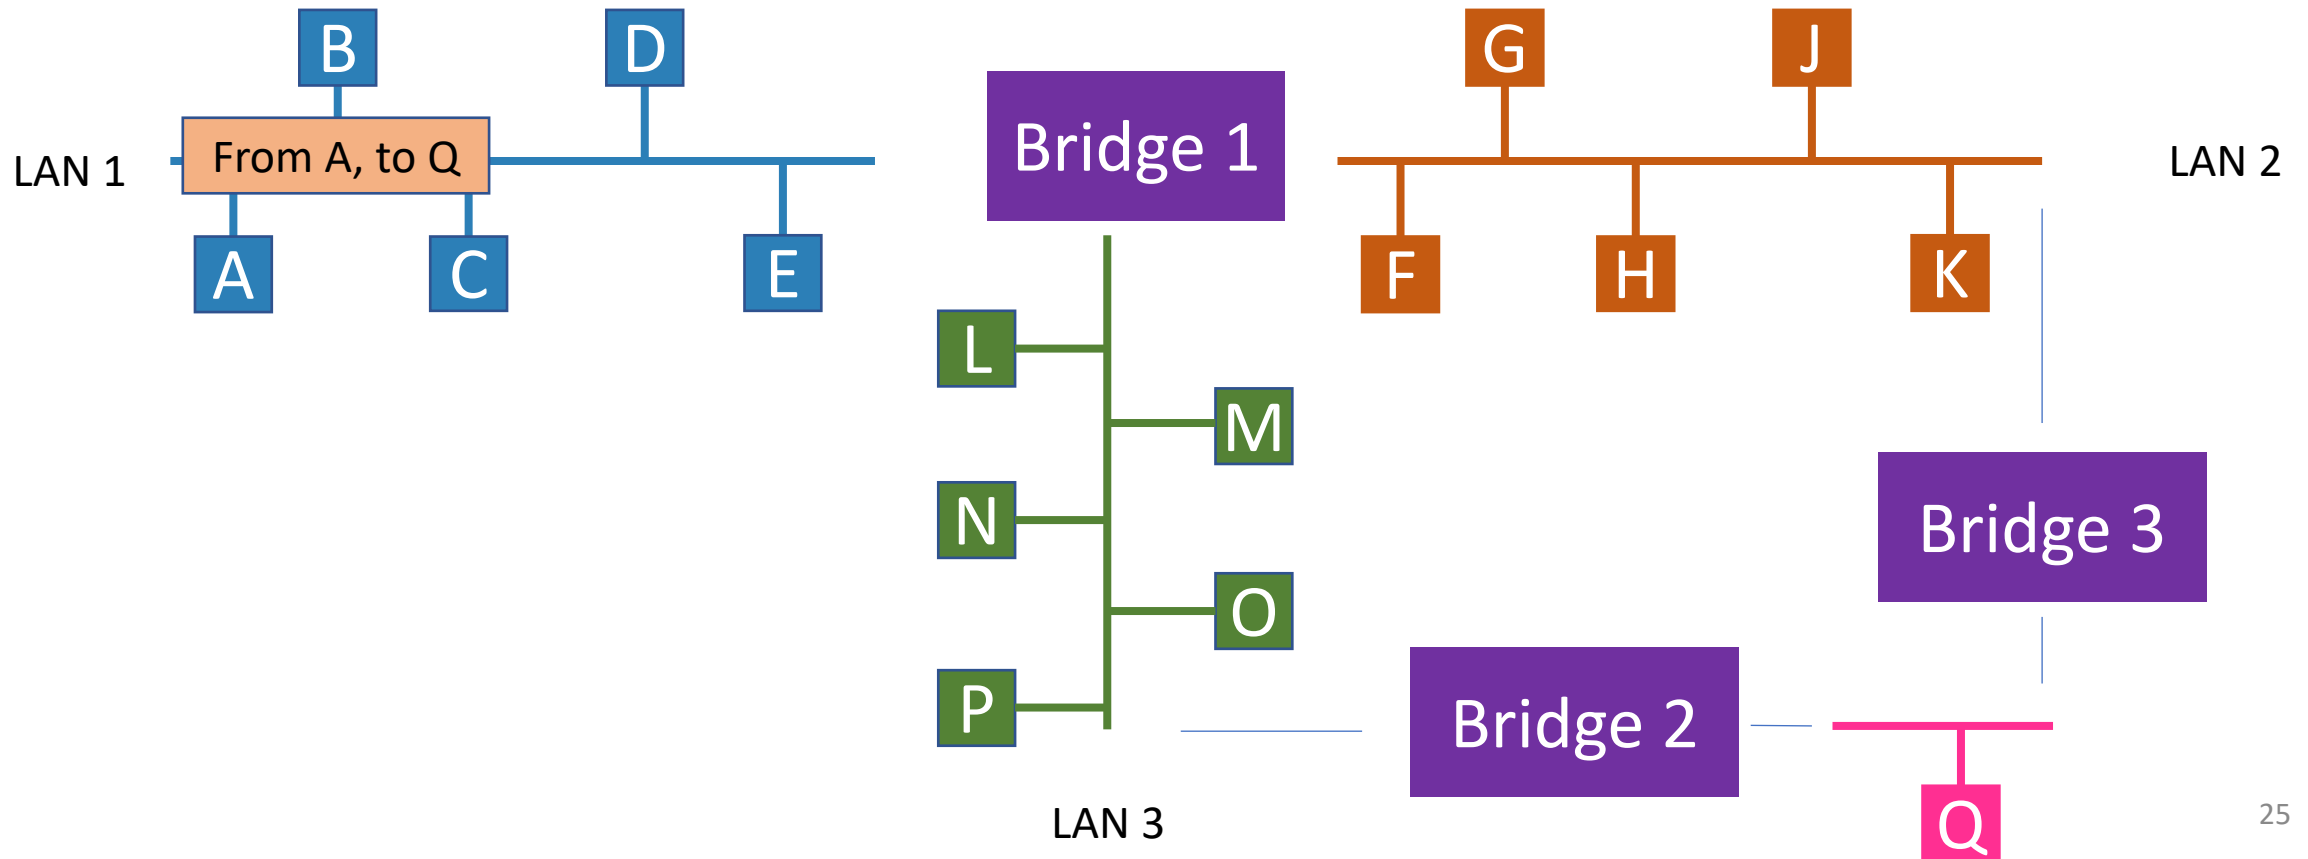 B
D
G
J
Bridge 1
From A, to Q
LAN 1
LAN 2
A
C
E
F
H
K
L
M
N
Bridge 3
O
P
Bridge 2
LAN 3
Q
25